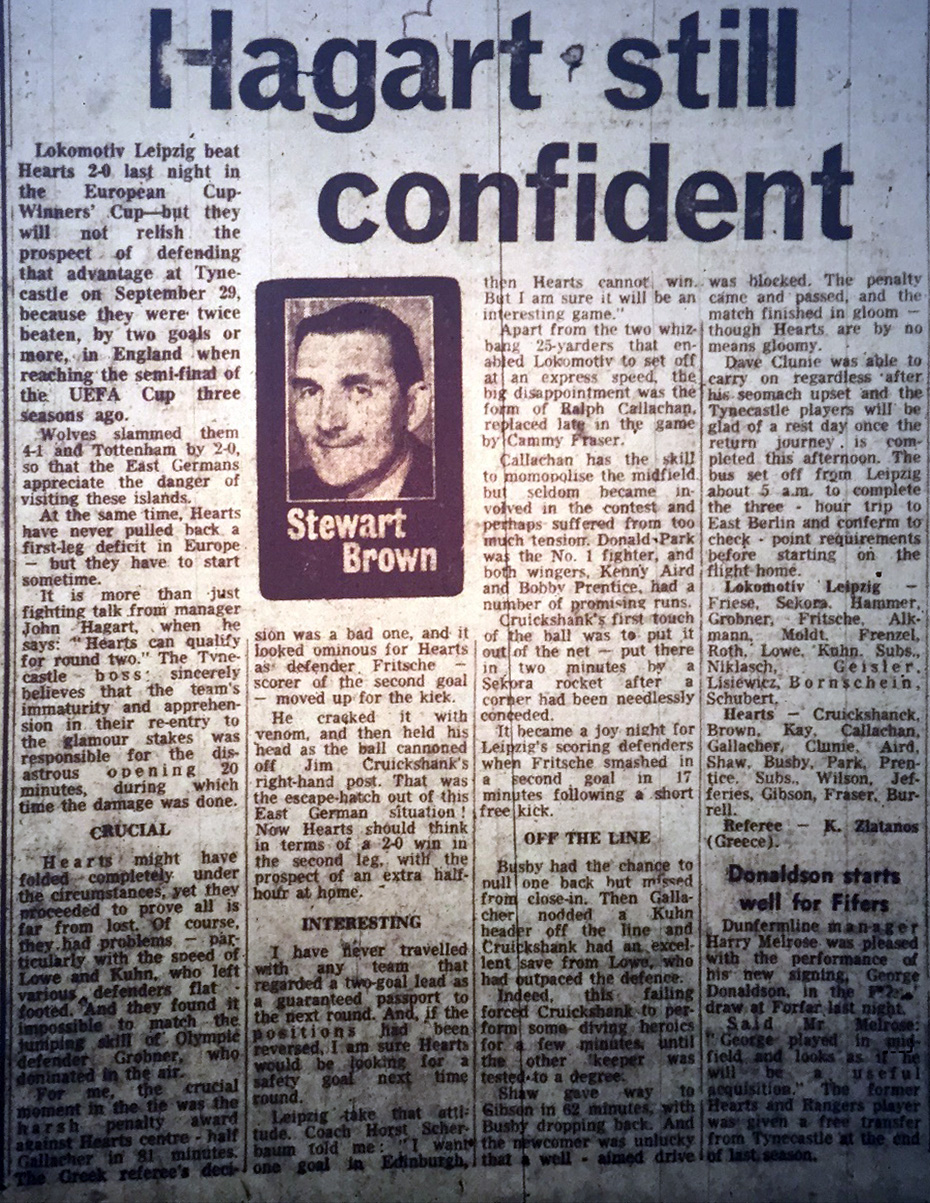 Hagart still
confident
Lokomotiv Leipzig beat
Hearts 2-0 last night in
the European Cup-
Winners' Cup—but they
will not relish the
prospect of defending
that advantage at Tyne-
castle on September 29,
because they were twice
beaten, by two goals or
more, in England when
reaching the semi-final of
the UEFA Cup three
seasons ago.
Wolves slammed them
4-1 and Tottenham by 2-0,
so that the East Germans
appreciate the danger of
visiting these islands.
At the same time, Hearts
have never pulled back a
first-leg deficit in Europe
— but they have to start
sometime.
It is more than just
fighting talk from manager
John Hagart, when he
says: "Hearts can qualify
for round two." The Tyne-
castle boss sincerely
believes that the team's
immaturity and apprehen-
sion in their re-entry to
the glamour stakes was
responsible for the dis-
astrous opening 20
minutes, during which
time the damage was done.
CRUCIAL
Hearts might have
folded completely under
the circumstances, yet they
proceeded to prove all is
far from lost. Of course,
they had problems — par-
ticularly with the speed of
Lowe and Kuhn, who left
various defenders flat -
footed. And they found it
impossible to match the
jumping skill of Olympic
defender Grobner, who
dominated in the air.
For me, the crucial
moment in the tie was the
harsh penalty award
against Hearts centre - half
Gallacher in 81 minutes.
The Greek referee's deci-
Stewart
Brown
sion was a bad one, and it
looked ominous for Hearts
as defender Fritsche —
scorer of the second goal
— moved up for the kick.
He cracked it with
venom, and then held his
head as the ball cannoned
off Jim Cruickshank's
right-hand post. That was
the escape-hatch out of this
East German situation!
Now Hearts should think
in terms of a 2-0 win in
the second leg, with the
prospect of an extra half-
hour at home.
INTERESTING
I have never travelled
with any team that
regarded a two-goal lead as
a guaranteed passport to
the next round. And, if the
positions had been
reversed, I am sure Hearts
would be looking for a
safety goal next time
round.
Leipzig take that atti-
tude. Coach Horst Scher-
baum told me: "I want
one goal in Edinburgh,
then Hearts cannot win.
But I am sure it will be an
interesting game."
Apart from the two whiz-
bang 25-yarders that en-
abled Lokomotiv to set off
at an express speed, the
big disappointment was the
form of Ralph Callachan,
replaced late in the game
by Cammy Fraser.
Callachan has the skill
to momopolise the midfield
but seldom became in-
volved in the contest and
perhaps suffered from too
much tension. Donald Park
was the No. 1 fighter, and
both wingers, Kenny Aird
and Bobby Prentice, had a
number of promising runs.
Cruickshank's first touch
of the ball was to put it
out of the net — put there
in two minutes by a
Sekora rocket after a
corner had been needlessly
conceded.
It became a joy night for
Leipzig's scoring defenders
when Fritsche smashed in
a second goal in 17
minutes following a short
free kick.
OFF THE LINE
Busby had the chance to
pull one back but missed
from close-in. Then Galla-
cher nodded a Kuhn
header off the line and
Cruickshank had an excel-
lent save from Lowe, who
had outpaced the defence.
Indeed, this failing
forced Cruickshank to per-
form some diving heroics
for a few minutes until
the other 'keeper was
tested to a degree.
Shaw gave way to
Gibson in 62 minutes, with
Busby dropping back. And
the newcomer was unlucky
that a well - aimed drive
was blocked. The penalty
came and passed, and the
match finished in gloom —
though Hearts are by no
means gloomy.
Dave Clunie was able to
carry on regardless after
his seomach upset and the
Tynecastle players will be
glad of a rest day once the
return journey is com-
pleted this afternoon. The
bus set off from Leipzig
about 5 a.m. to complete
the three - hour trip to
East Berlin and conferm to
check - point requirements
before starting on the
flight home.
Lokomotiv Leipzig —
Friese, Sekora, Hammer,
Grobner, Fritsche, Alt-
mann, Moldt, Frenzel,
Roth, Lowe, Kuhn. Subs.,
Niklasch, Geisler,
Lisiewicz, Bornschein,
Schubert.
Hearts — Cruickshanck,
Brown, Kay, Callachan,
Gallacher, Clunie, Aird,
Shaw, Busby, Park, Pren-
tice. Subs., Wilson, Jef-
feries, Gibson, Fraser, Bur-
rell.
Referee — K. Zlatanos
(Greece).
Donaldson starts
well for Fifers
Dunfermline manager
Harry Melrose was pleased
with the performance of
his new signing, George
Donaldson, in the
draw at Forfar last night.
Said Mr Melrose:
"George played in mid-
field and looks as if he
will be a useful
acquisition." The former
Hearts and Rangers player
was given a free transfer
from Tynecastle at the end
of last season.